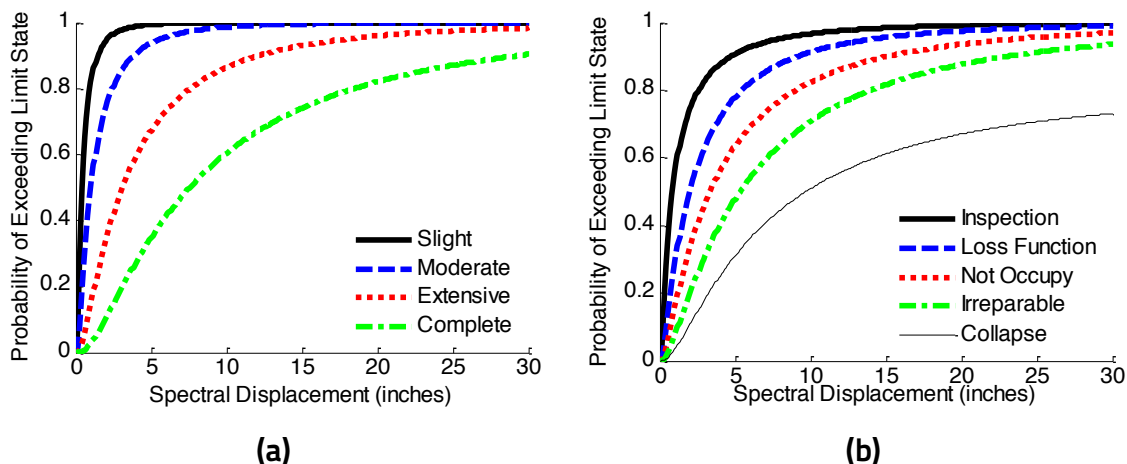 Probability of Exceeding Limit State
1
0.8
0.6
0.4
0.2
0
0 5 10 15 20 25 30
Spectral Displacement (inches)
Slight
Moderate
Extensive
Complete
(a)
Probability of Exceeding Limit State
1
0.8
0.6
0.4
0.2
0
0 5 10 15 20 25 30
Spectral Displacement (inches)
Inspection
Loss Function
Not Occupy
Irreparable
Collapse
(b)